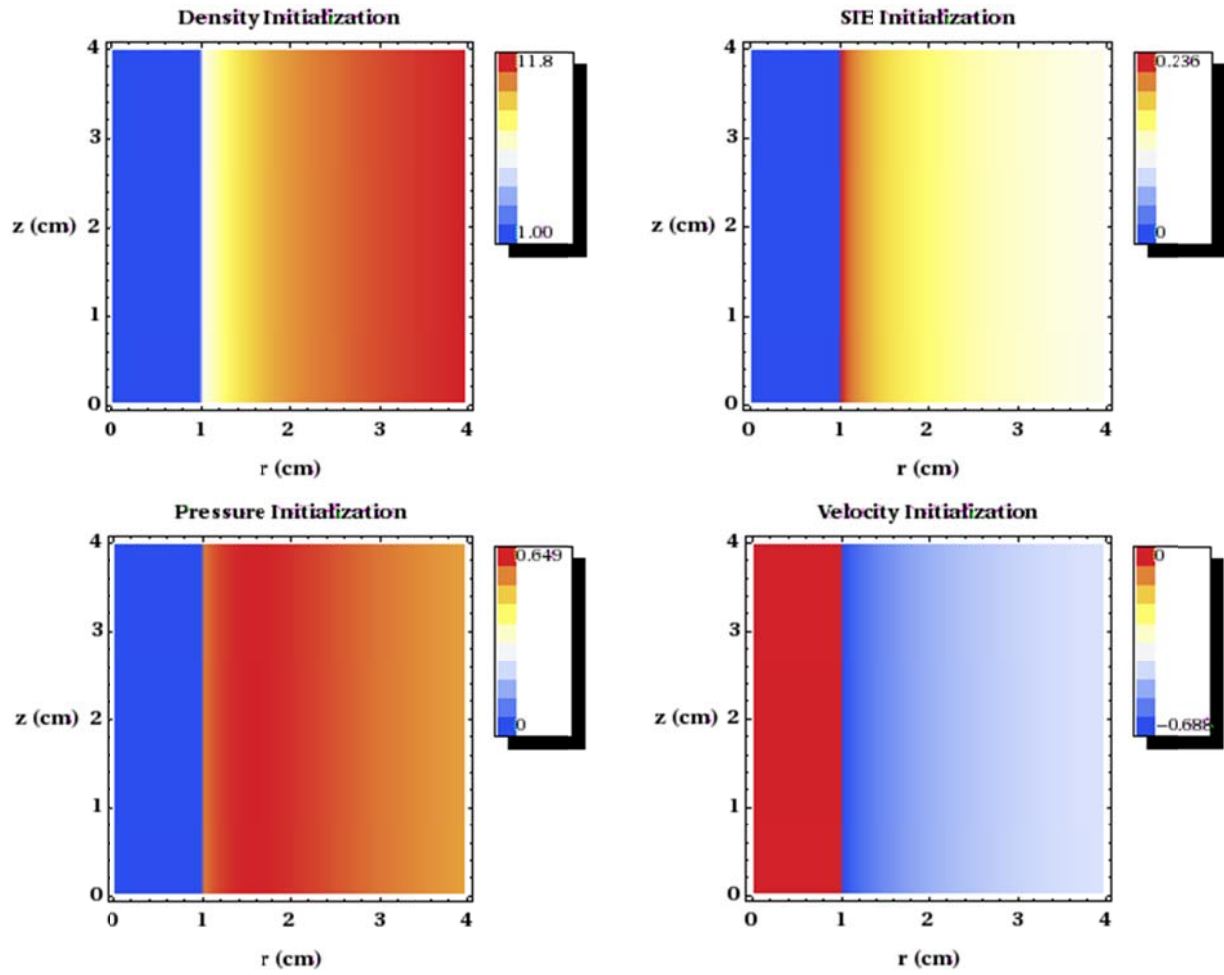 Density Initialization
4
3
z (cm)
2
1
0
0 1 2 3 4
r (cm)
11.8
1.00
SIE Initialization
4
3
z (cm)
2
1
0
0 1 2 3 4
r (cm)
0.236
0
Pressure Initialization
4
3
z (cm)
2
1
0
0 1 2 3 4
r (cm)
0.649
0
Velocity Initialization
4
3
z (cm)
2
1
0
0 1 2 3 4
r (cm)
0
−0.688